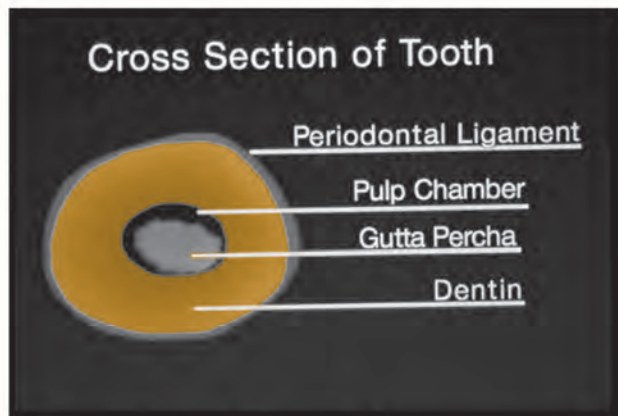 Cross Section of Tooth
Periodontal Ligament
Pulp Chamber
Gutta Percha
Dentin